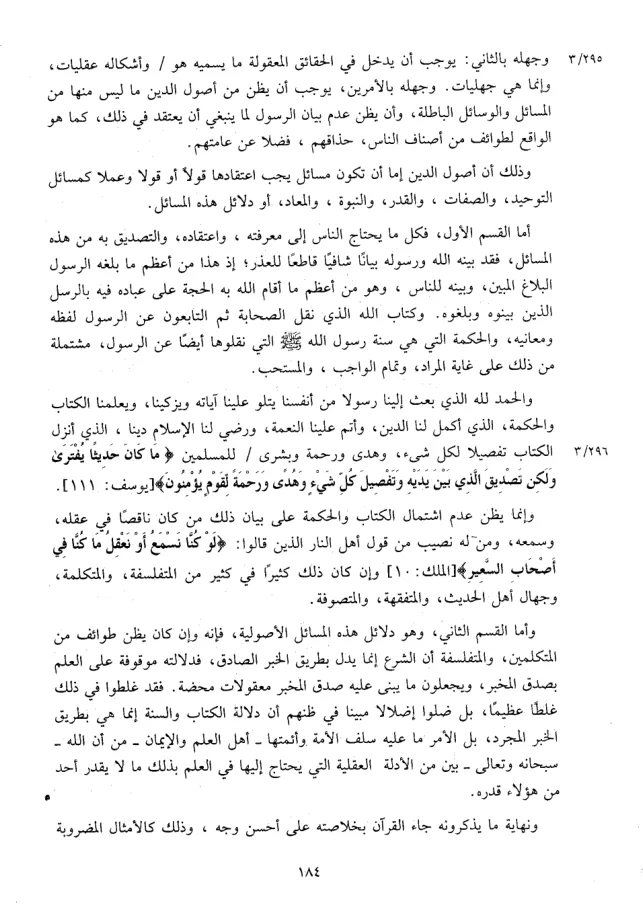 ٣/٢٩٥ وجهله بالثاني: يوجب أن يدخل في الحقائق المعقولة ما يسميه هو / وأشكاله عقليات،
وإنما هي جهليات. وجهله بالأمرين، يوجب أن يظن من أصول الدين ما ليس منها من
المسائل والوسائل الباطلة، وأن يظن عدم بيان الرسول لما ينبغي أن يعتقد في ذلك، كما هو
الواقع لطوائف من أصناف الناس، حذاقهم ، فضلا عن عامتهم.
وذلك أن أصول الدين إما أن تكون مسائل يجب اعتقادها قولاً أو قولا وعملا كمسائل
التوحيد، والصفات ، والقدر، والنبوة ، والمعاد، أو دلائل هذه المسائل.
أما القسم الأول، فكل ما يحتاج الناس إلى معرفته ، واعتقاده، والتصديق به من هذه
المسائل، فقد بينه الله ورسوله بيانًا شافيًا قاطعًا للعذر؛ إذ هذا من أعظم ما بلغه الرسول
البلاغ المبين، وبينه للناس ، وهو من أعظم ما أقام الله به الحجة على عباده فيه بالرسل
الذين بينوه وبلغوه. وكتاب الله الذي نقل الصحابة ثم التابعون عن الرسول لفظه
ومعانيه، والحكمة التي هي سنة رسول الله ﷺ التي نقلوها أيضًا عن الرسول، مشتملة
من ذلك على غاية المراد، وتمام الواجب ، والمستحب.
والحمد لله الذي بعث إلينا رسولا من أنفسنا يتلو علينا آياته ويزكينا، ويعلمنا الكتاب
والحكمة، الذي أكمل لنا الدين، وأتم علينا النعمة، ورضي لنا الإسلام دينا ، الذي أنزل
٣/٢٩٦ الكتاب تفصيلا لكل شيء، وهدى ورحمة وبشرى / للمسلمين ﴿ مَا كَانَ حَدِيثًا يُفْتَرَىٰ
وَلَكِن تَصْدِيقَ الَّذِي بَيْنَ يَدَيْهِ وَتَفْصِيلَ كُلِّ شَيْءٍ وَهُدًى وَرَحْمَةً لِّقَوْمٍ يُؤْمِنُونَ﴾[يوسف: ١١١].
وإنما يظن عدم اشتمال الكتاب والحكمة على بيان ذلك من كان ناقصًا في عقله،
وسمعه، ومن له نصيب من قول أهل النار الذين قالوا: ﴿لَوْ كُنَّا نَسْمَعُ أَوْ نَعْقِلُ مَا كُنَّا فِي
أَصْحَابِ السَّعِيرِ﴾[الملك: ١٠] وإن كان ذلك كثيرًا في كثير من المتفلسفة، والمتكلمة،
وجهال أهل الحديث، والمتفقهة، والمتصوفة.
وأما القسم الثاني، وهو دلائل هذه المسائل الأصولية، فإنه وإن كان يظن طوائف من
المتكلمين، والمتفلسفة أن الشرع إنما يدل بطريق الخبر الصادق، فدلالته موقوفة على العلم
بصدق المخبر، ويجعلون ما يبنى عليه صدق المخبر معقولات محضة. فقد غلطوا في ذلك
غلطًا عظيمًا، بل ضلوا إضلالا مبينا في ظنهم أن دلالة الكتاب والسنة إنما هي بطريق
الخبر المجرد، بل الأمر ما عليه سلف الأمة وأئمتها ـ أهل العلم والإيمان ـ من أن الله ـ
سبحانه وتعالى ـ بين من الأدلة العقلية التي يحتاج إليها في العلم بذلك ما لا يقدر أحد
من هؤلاء قدره.
ونهاية ما يذكرونه جاء القرآن بخلاصته على أحسن وجه ، وذلك كالأمثال المضروبة
١٨٤